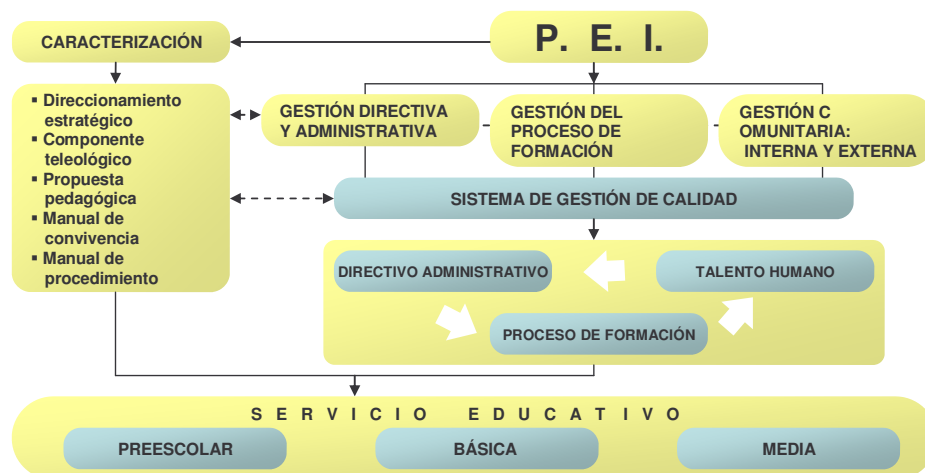 P. E. I.
CARACTERIZACIÓN
▪ Direccionamiento
estratégico
▪ Componente
teleológico
▪ Propuesta
pedagógica
▪ Manual de
convivencia
▪ Manual de
procedimiento
GESTIÓN DIRECTIVA
Y ADMINISTRATIVA
GESTIÓN DEL
PROCESO DE
FORMACIÓN
GESTIÓN C
OMUNITARIA:
INTERNA Y EXTERNA
SISTEMA DE GESTIÓN DE CALIDAD
DIRECTIVO ADMINISTRATIVO
TALENTO HUMANO
PROCESO DE FORMACIÓN
SERVICIO EDUCATIVO
PREESCOLAR
BÁSICA
MEDIA